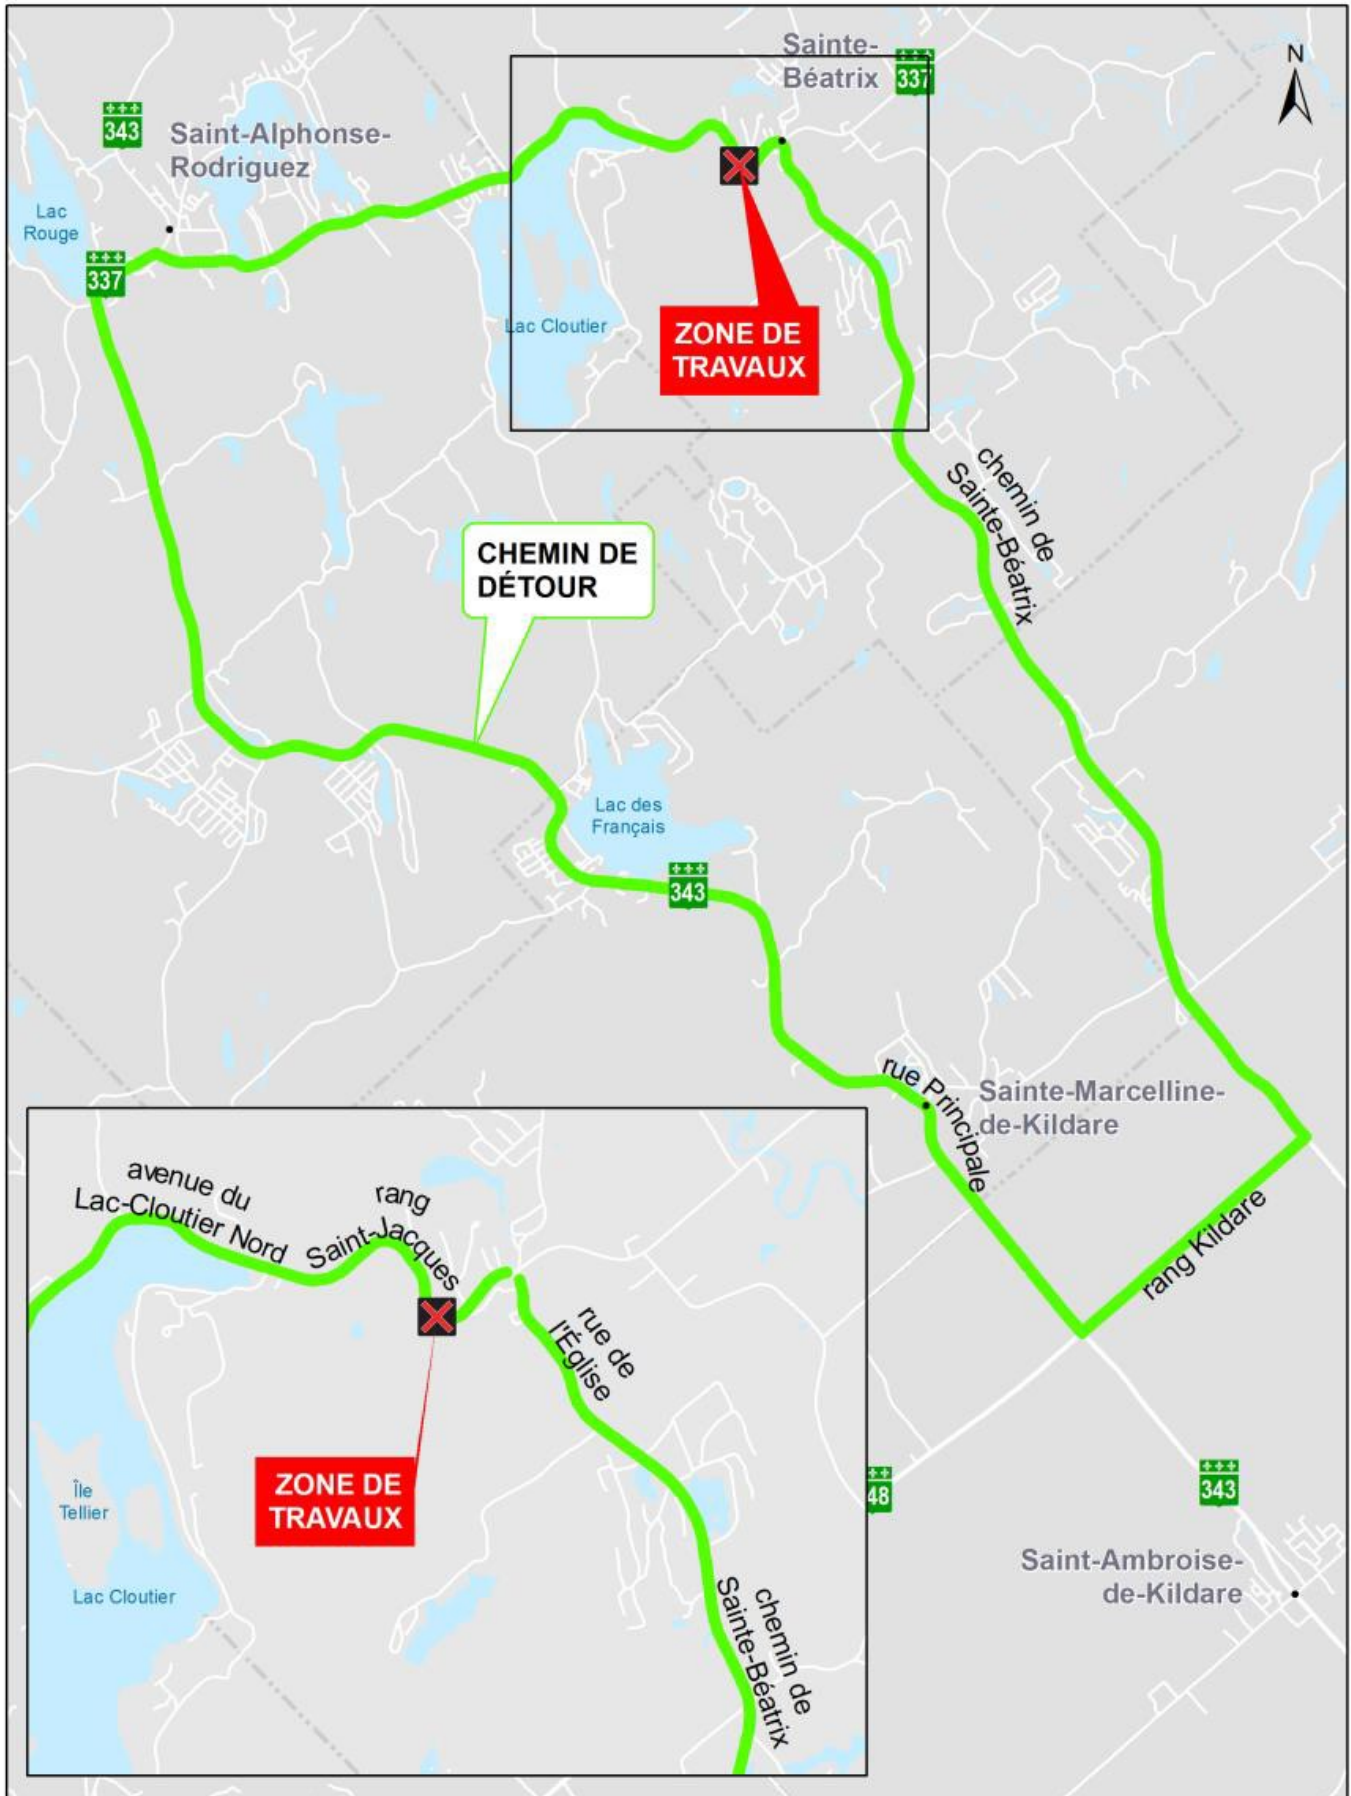 Sainte-
Béatrix
337
N
343
Saint-Alphonse-
Rodriguez
Lac
Rouge
337
Lac Cloutier
ZONE DE
TRAVAUX
chemin de
Sainte-Béatrix
CHEMIN DE
DÉTOUR
Lac des
Français
343
rue Principale
Sainte-Marcelline-
de-Kildare
rang Kildare
avenue du
Lac-Cloutier Nord
rang
Saint-Jacques
rue de
l'Église
ZONE DE
TRAVAUX
Île
Tellier
Lac Cloutier
chemin de
Sainte-Béatrix
48
343
Saint-Ambroise-
de-Kildare